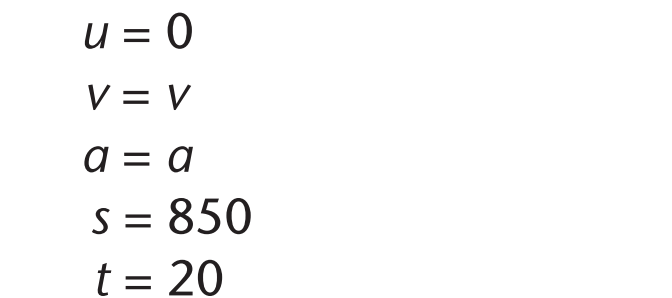 u = 0
v = v
a = a
s = 850
t = 20